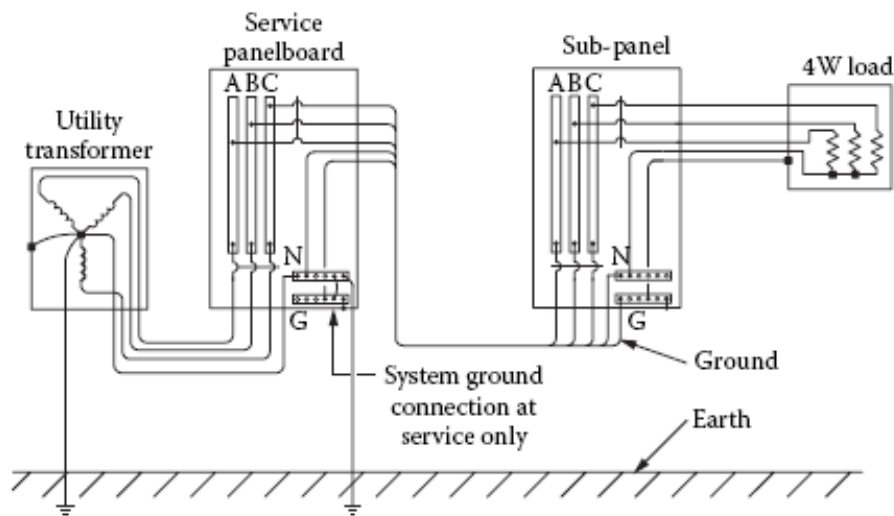 Service
panelboard
Sub-panel
4W load
A B C
A B C
Utility
transformer
N
N
G
G
Ground
System ground
connection at
service only
Earth